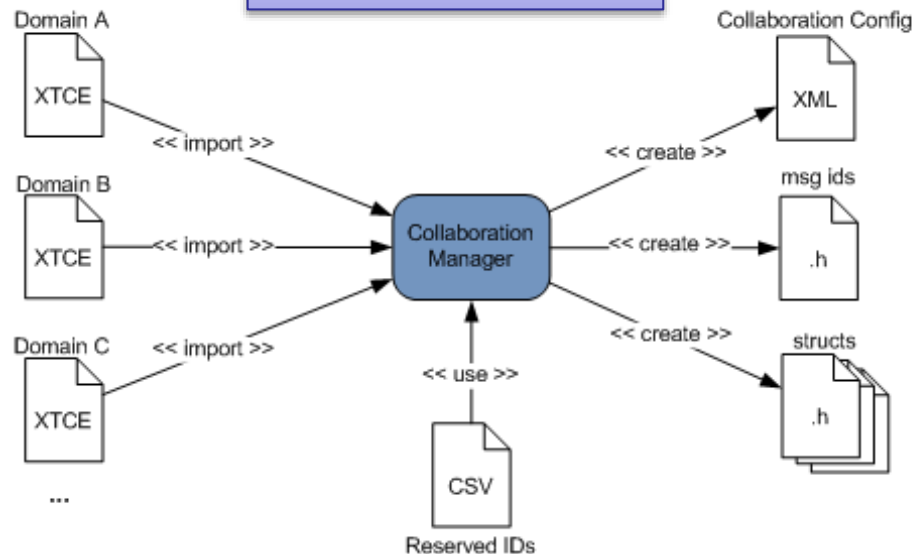 Domain A
XTCE
<< import >>
Domain B
XTCE
<< import >>
Domain C
XTCE
<< import >>
...
Collaboration
Manager
<< use >>
CSV
Reserved IDs
Collaboration Config
XML
<< create >>
msg ids
.h
<< create >>
structs
.h
<< create >>